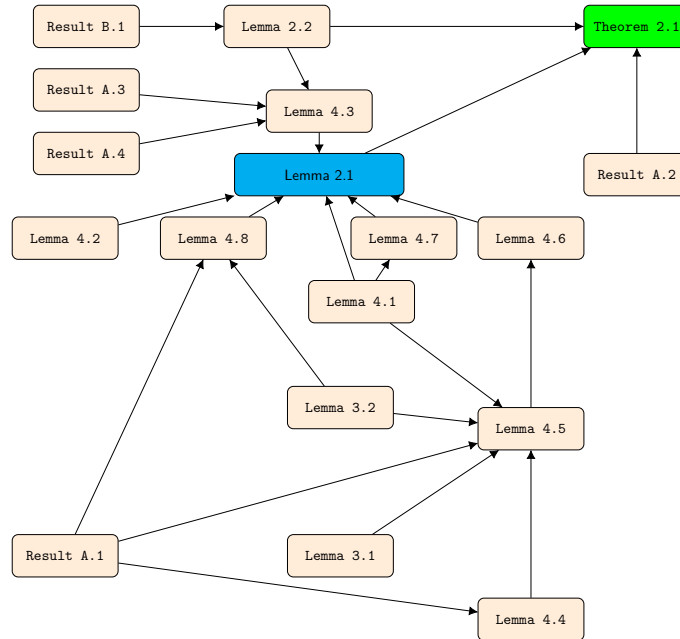 Result B.1
Lemma 2.2
Theorem 2.1
Result A.3
Lemma 4.3
Result A.4
Lemma 2.1
Result A.2
Lemma 4.2
Lemma 4.8
Lemma 4.7
Lemma 4.6
Lemma 4.1
Lemma 3.2
Lemma 4.5
Result A.1
Lemma 3.1
Lemma 4.4